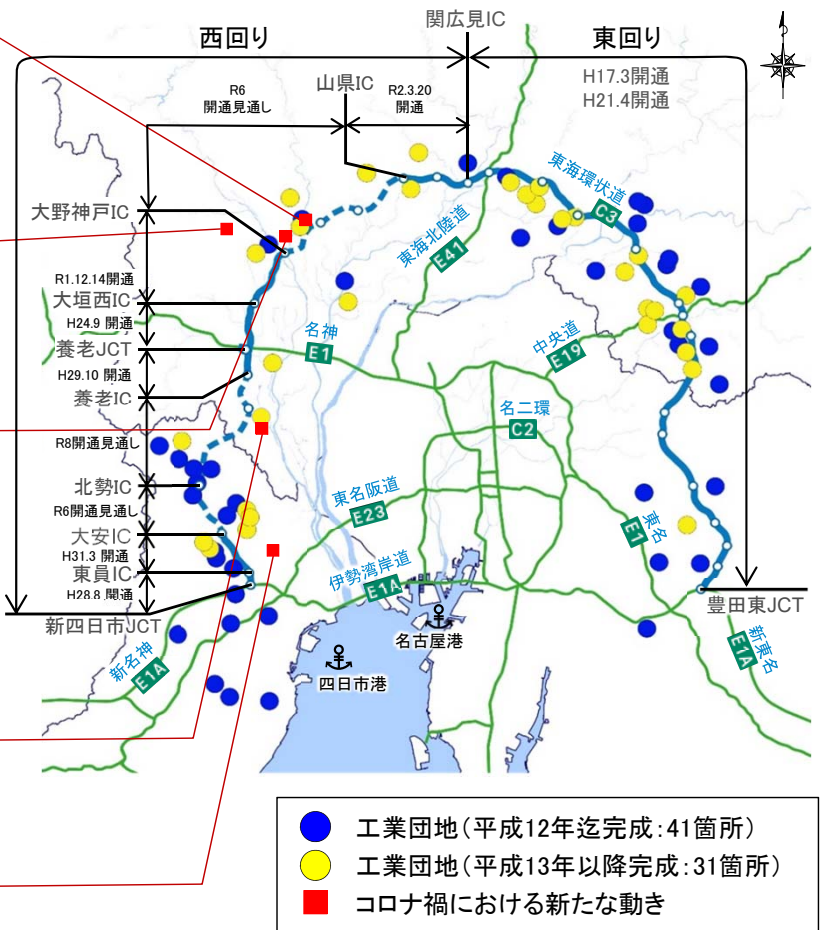 関広見IC
西回り
東回り
山県IC
R6
開通見通し
R2.3.20
開通
H17.3開通
H21.4開通
東海環状道
C3
大野神戸IC
東海北陸道
E41
R1.12.14開通
大垣西IC
H24.9 開通
名神
E1
中央道
E19
養老JCT
H29.10 開通
養老IC
名二環
C2
R8開通見通し
北勢IC
東名阪道
E23
R6開通見通し
大安IC
東名
E1
H31.3 開通
東員IC
伊勢湾岸道
E1A
H28.8 開通
新四日市JCT
豊田東JCT
名古屋港
新名神
E1A
四日市港
新東名
E1A
工業団地(平成12年迄完成:41箇所)
工業団地(平成13年以降完成:31箇所)
コロナ禍における新たな動き